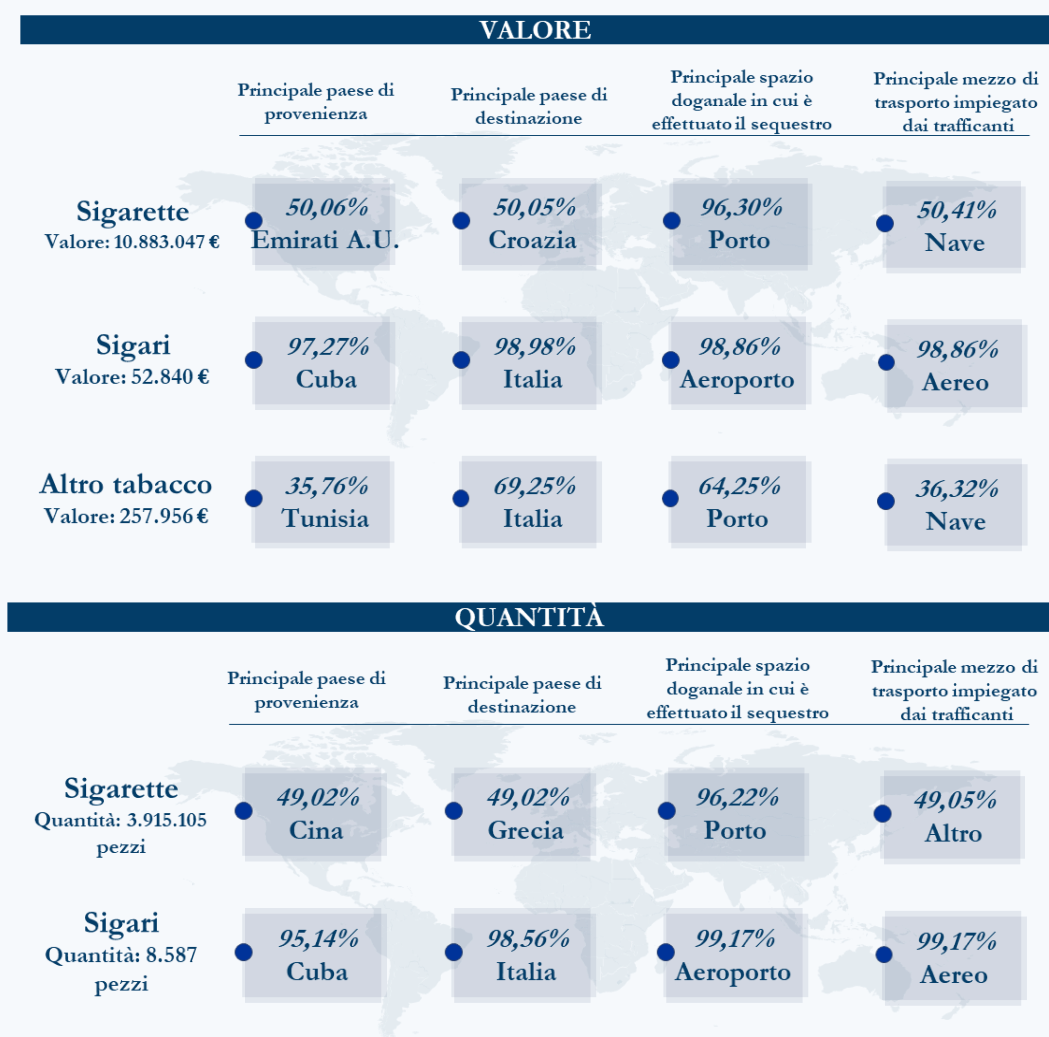 VALORE
Principale paese di
provenienza
Principale paese di
destinazione
Principale spazio
doganale in cui è
effettuato il sequestro
Principale mezzo di
trasporto impiegato
dai trafficanti
Sigarette
Valore: 10.883.047 €
50,06%
Emirati A.U.
50,05%
Croazia
96,30%
Porto
50,41%
Nave
Sigari
Valore: 52.840 €
97,27%
Cuba
98,98%
Italia
98,86%
Aeroporto
98,86%
Aereo
Altro tabacco
Valore: 257.956 €
35,76%
Tunisia
69,25%
Italia
64,25%
Porto
36,32%
Nave
QUANTITÀ
Principale paese di
provenienza
Principale paese di
destinazione
Principale spazio
doganale in cui è
effettuato il sequestro
Principale mezzo di
trasporto impiegato
dai trafficanti
Sigarette
Quantità: 3.915.105
pezzi
49,02%
Cina
49,02%
Grecia
96,22%
Porto
49,05%
Altro
Sigari
Quantità: 8.587
pezzi
95,14%
Cuba
98,56%
Italia
99,17%
Aeroporto
99,17%
Aereo